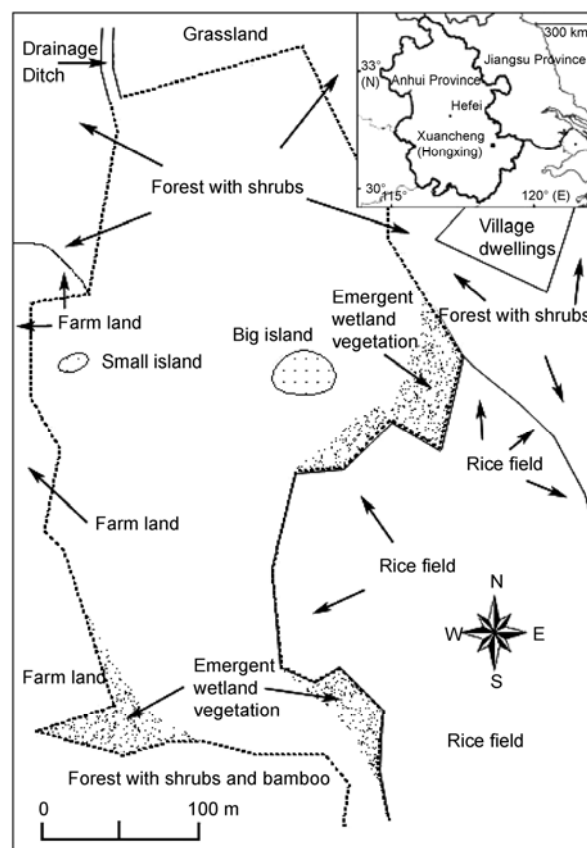 Drainage
Ditch
Grassland
300 km
33°
(N)
Jiangsu Province
Anhui Province
Hefei
Xuancheng
(Hongxing)
30°
115°
120° (E)
Forest with shrubs
Village
dwellings
Farm land
Emergent
wetland
vegetation
Forest with shrubs
Big island
Small island
Rice field
Farm land
Rice field
N
W
E
S
Farm land
Emergent
wetland
vegetation
Rice field
Forest with shrubs and bamboo
0
100 m